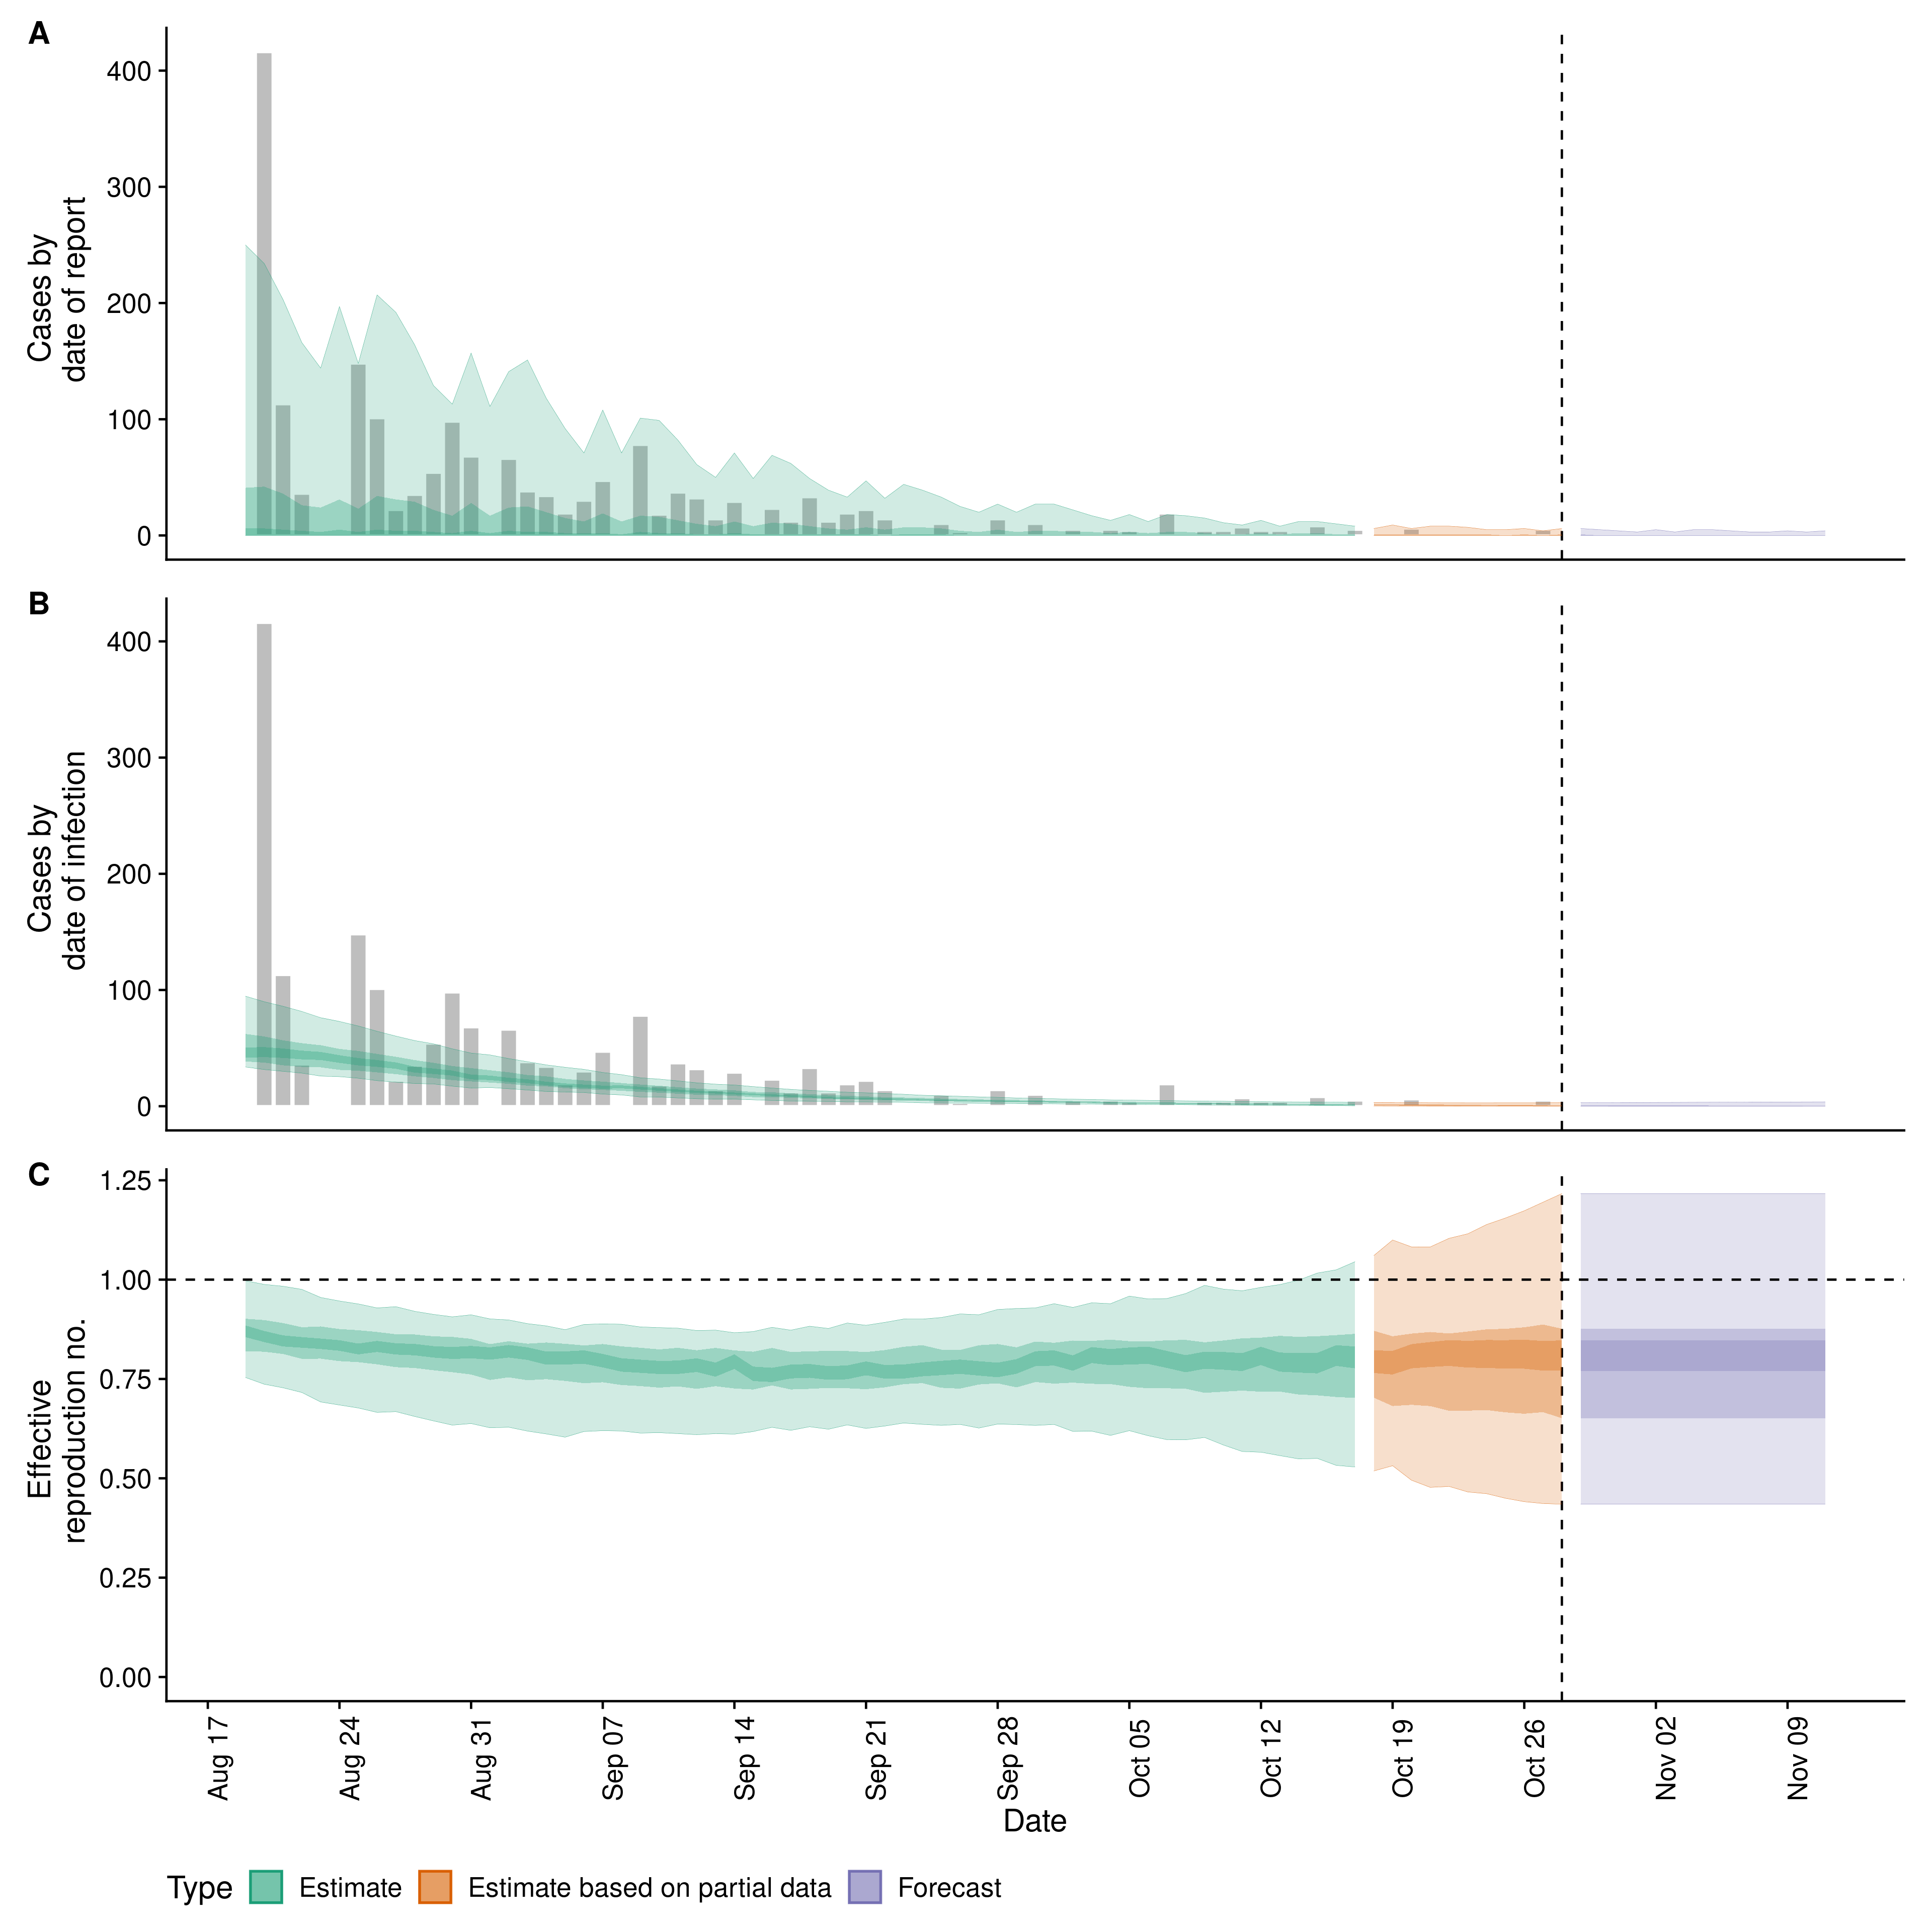 A
400
300
200
100
0
Cases by
date of report
B
400
300
200
100
0
Cases by
date of infection
C
1.25
1.00
0.75
0.50
0.25
0.00
Effective
reproduction no.
Aug 17
Aug 24
Aug 31
Sep 07
Sep 14
Sep 21
Sep 28
Oct 05
Oct 12
Oct 19
Oct 26
Nov 02
Nov 09
Date
Type Estimate Estimate based on partial data Forecast